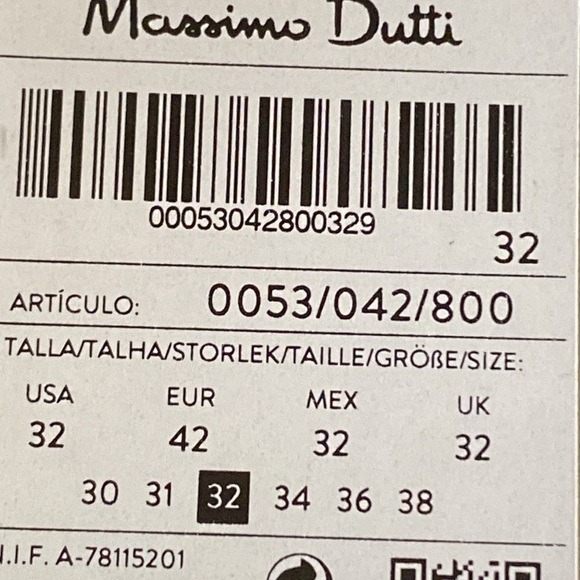 Massimo Dutti
00053042800329
32
ARTÍCULO: 0053/042/800
TALLA/TALHA/STORLEK/TAILLE/GRÖßE/SIZE:
USA EUR MEX UK
32 42 32 32
30 31 32 34 36 38
.I.F. A-78115201